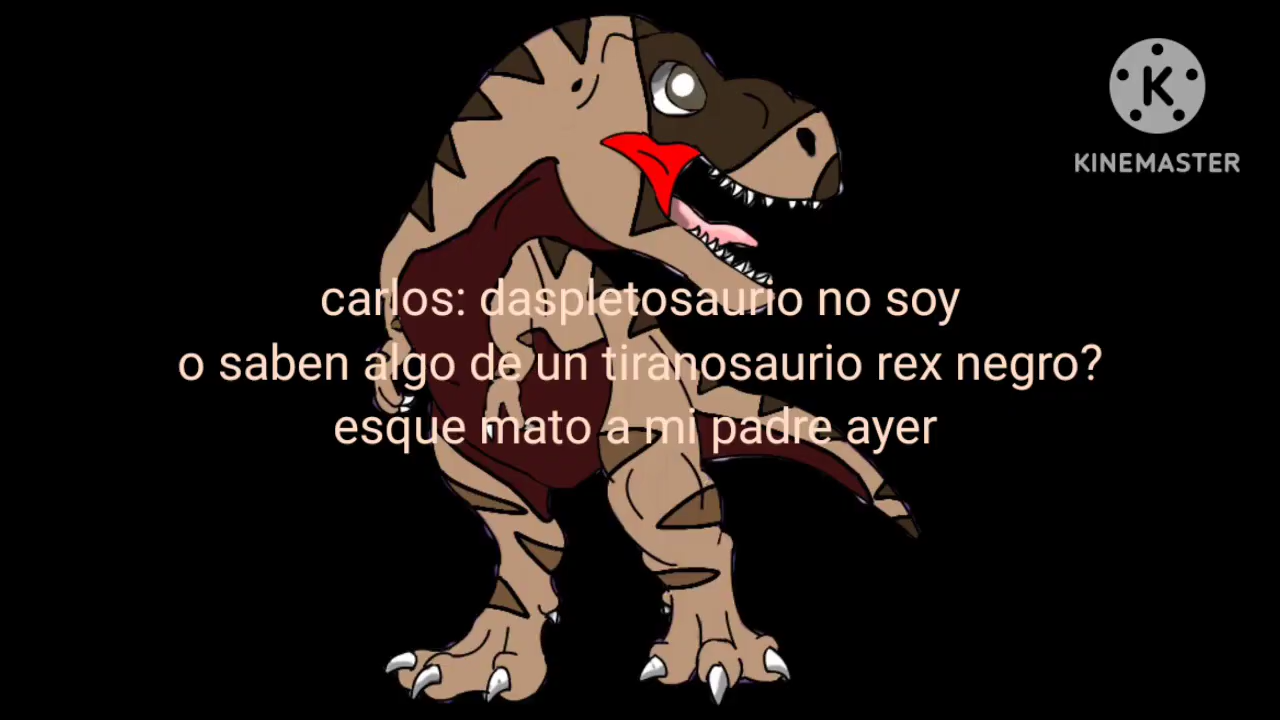 KINEMASTER
carlos: daspletosaurio no soy
o saben algo de un tiranosaurio rex negro?
esque mato a mi padre ayer